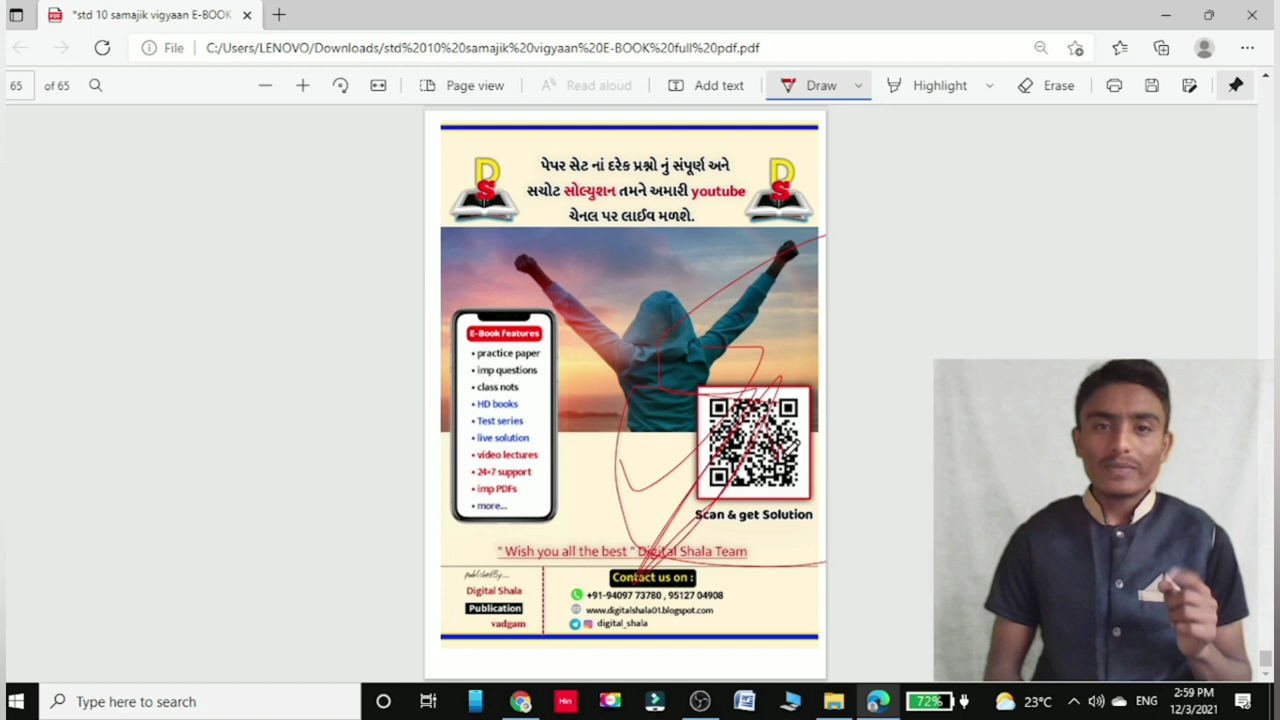 *std 10 samajik vigyaan E-BOOK
File C:/Users/LENOVO/Downloads/std%2010%20samajik%20vigyaan%20E-BOOK%20full%20pdf.pdf
65 of 65 Page view Read aloud Add text Draw Highlight Erase
પેપર સેટ નાં દરેક પ્રશ્નો નું સંપૂર્ણ અને
સચોટ સોલ્યુશન તમને અમારી youtube
ચેનલ પર લાઈવ મળશે.
D
S
D
S
E-Book features
• practice paper
• imp questions
• class nots
• HD books
• Test series
• live solution
• video lectures
• 24*7 support
• imp PDFs
• more...
Scan & get Solution
" Wish you all the best " Digital Shala Team
publishedBy....
Digital Shala
Publication
vadgam
Contact us on :
+91-94097 73780 , 95127 04908
www.digitalshala01.blogspot.com
digital_shala
Type here to search
Hin
72%
23°C
ENG
2:59 PM
12/3/2021